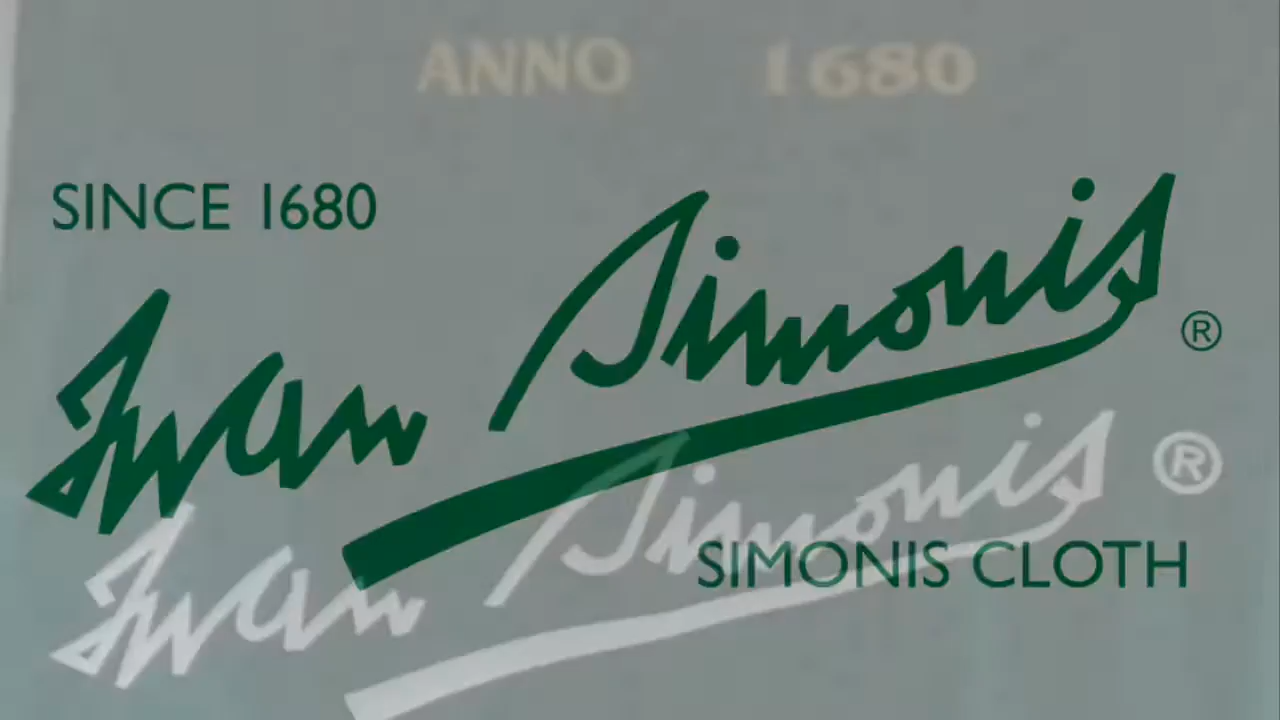 ANNO 1680
SINCE 1680
Iwan Simonis ®
Iwan Simonis ®
SIMONIS CLOTH